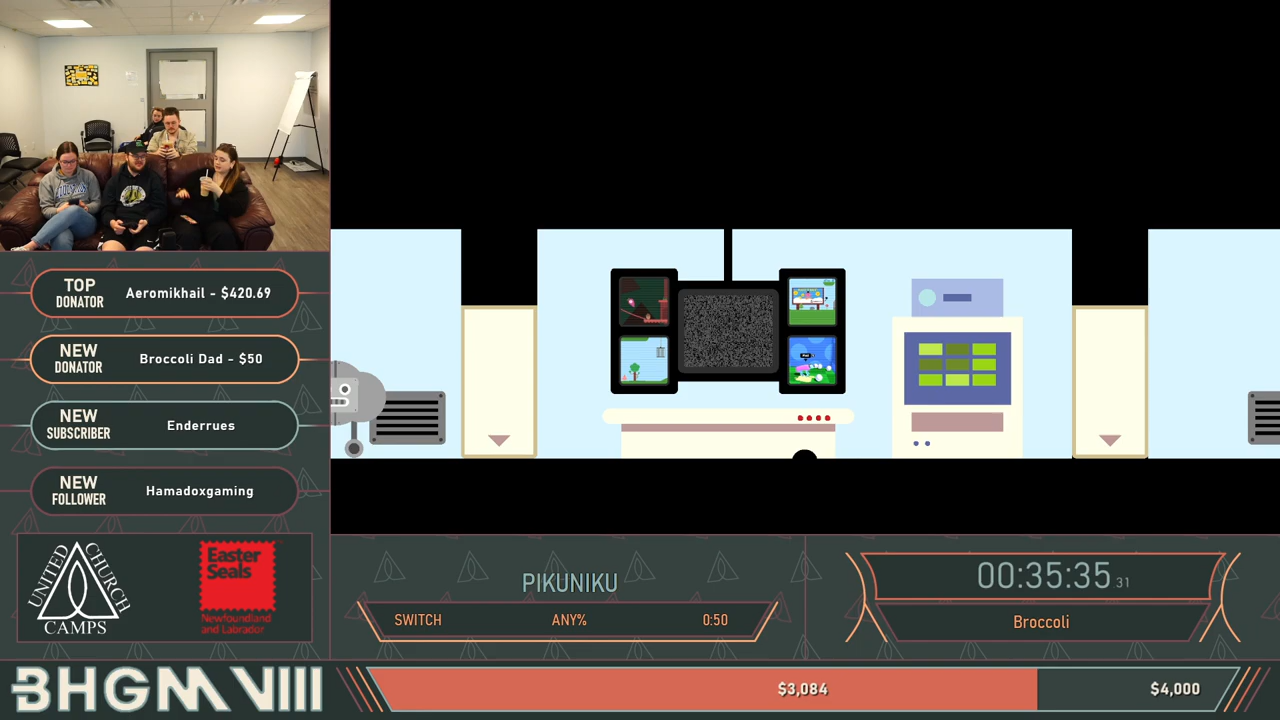 TOP
DONATOR
Aeromikhail - $420.69
NEW
DONATOR
Broccoli Dad - $50
NEW
SUBSCRIBER
Enderrues
NEW
FOLLOWER
Hamadoxgaming
UNITED CHURCH
CAMPS
Easter
Seals
Newfoundland
and Labrador
PIKUNIKU
SWITCH
ANY%
0:50
00:35:35 31
Broccoli
BHGM VIII
$3,084
$4,000